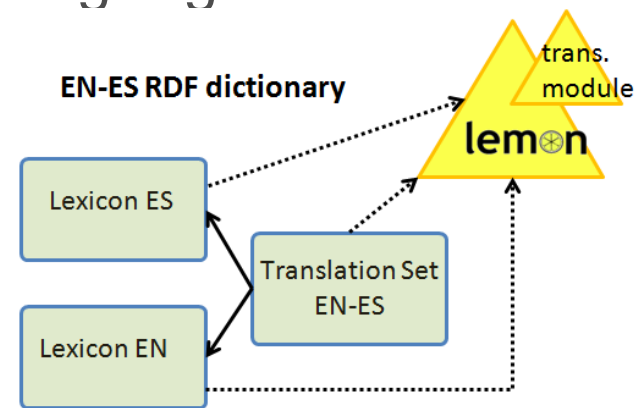 EN-ES RDF dictionary
trans.
module
lemon
Lexicon ES
Translation Set
EN-ES
Lexicon EN